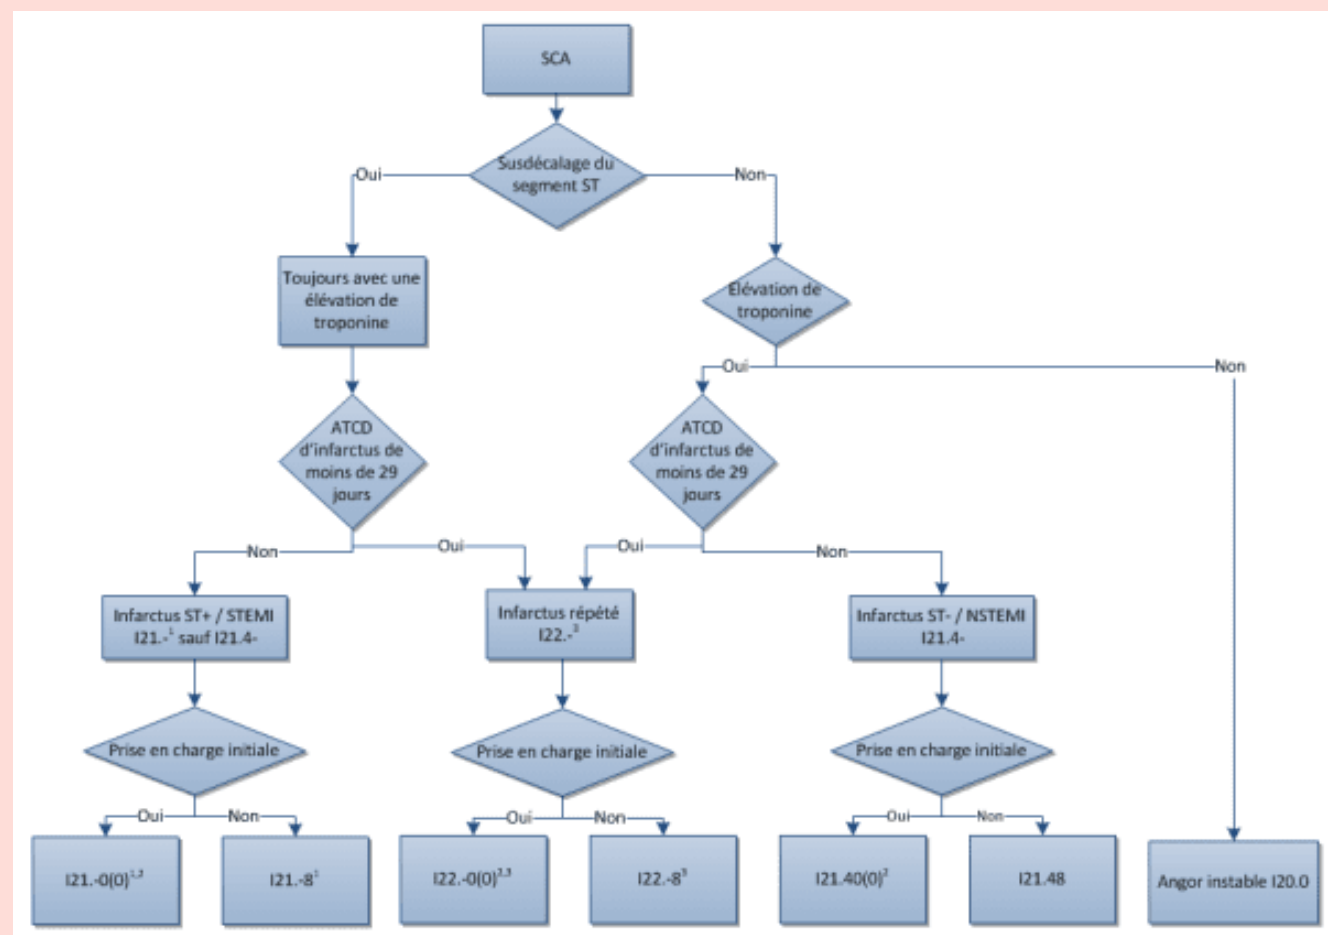 SCA
Susdécalage du
segment ST
Oui
Non
Toujours avec une
élévation de
troponine
Elévation de
troponine
Oui
Non
ATCD
d'infarctus de
moins de 29
jours
ATCD
d'infarctus de
moins de 29
jours
Non
Oui
Oui
Non
Infarctus ST+ / STEMI
I21.-¹ sauf I21.4-
Infarctus répété
I22.-³
Infarctus ST- / NSTEMI
I21.4-
Prise en charge initiale
Prise en charge initiale
Prise en charge initiale
Oui
Non
Oui
Non
Oui
Non
I21.-0(0)¹,²
I21.-8¹
I22.-0(0)²,³
I22.-8³
I21.40(0)²
I21.48
Angor instable I20.0